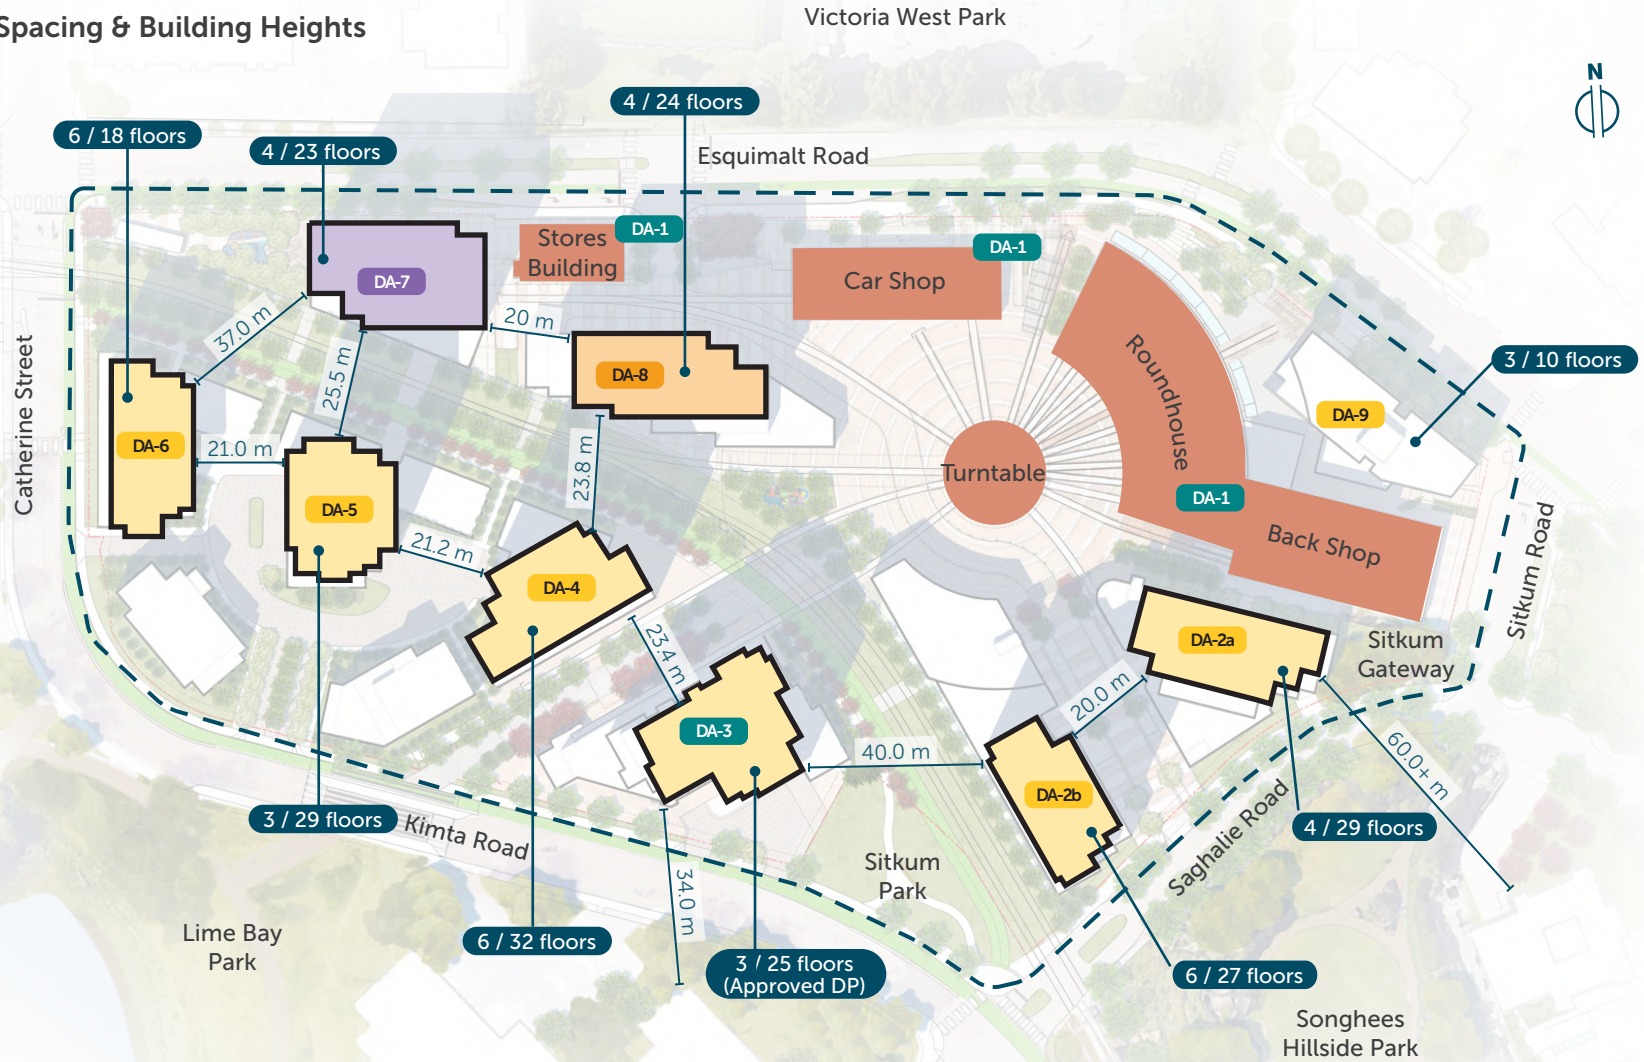 Spacing & Building Heights
Victoria West Park
N
4 / 24 floors
6 / 18 floors
4 / 23 floors
Esquimalt Road
DA-1
Stores
Building
DA-1
Car Shop
DA-7
37.0 m
20 m
25.5 m
Roundhouse
3 / 10 floors
Catherine Street
DA-8
DA-9
DA-6
21.0 m
23.8 m
Turntable
DA-1
DA-5
21.2 m
Back Shop
Sitkum Road
DA-4
23.4 m
DA-2a
Sitkum
Gateway
DA-3
20.0 m
40.0 m
60.0+ m
DA-2b
3 / 29 floors
Kimta Road
Saghalie Road
4 / 29 floors
34.0 m
Sitkum
Park
Lime Bay
Park
6 / 32 floors
3 / 25 floors
(Approved DP)
6 / 27 floors
Songhees
Hillside Park